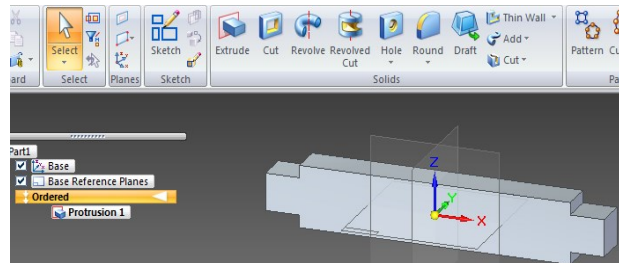 Select
Sketch
Extrude
Cut
Revolve
Revolved
Cut
Hole
Round
Draft
Thin Wall
Add
Cut
Pattern
Cu
ard
Select
Planes
Sketch
Solids
Pa
Part1
Base
Base Reference Planes
Ordered
Protrusion 1
Z
Y
X